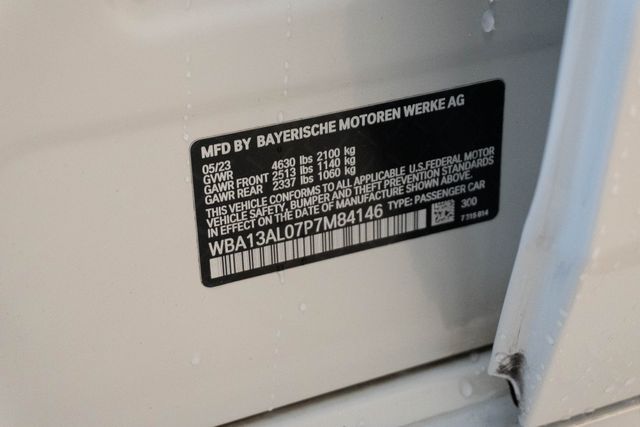 MFD BY BAYERISCHE MOTOREN WERKE AG
05/23
GVWR 4630 lbs 2100 kg
GAWR FRONT 2513 lbs 1140 kg
GAWR REAR 2337 lbs 1060 kg
THIS VEHICLE CONFORMS TO ALL APPLICABLE U.S.FEDERAL MOTOR
VEHICLE SAFETY, BUMPER AND THEFT PREVENTION STANDARDS
IN EFFECT ON THE DATE OF MANUFACTURE SHOWN ABOVE.
WBA13AL07P7M84146 TYPE: PASSENGER CAR
300
7 715 814